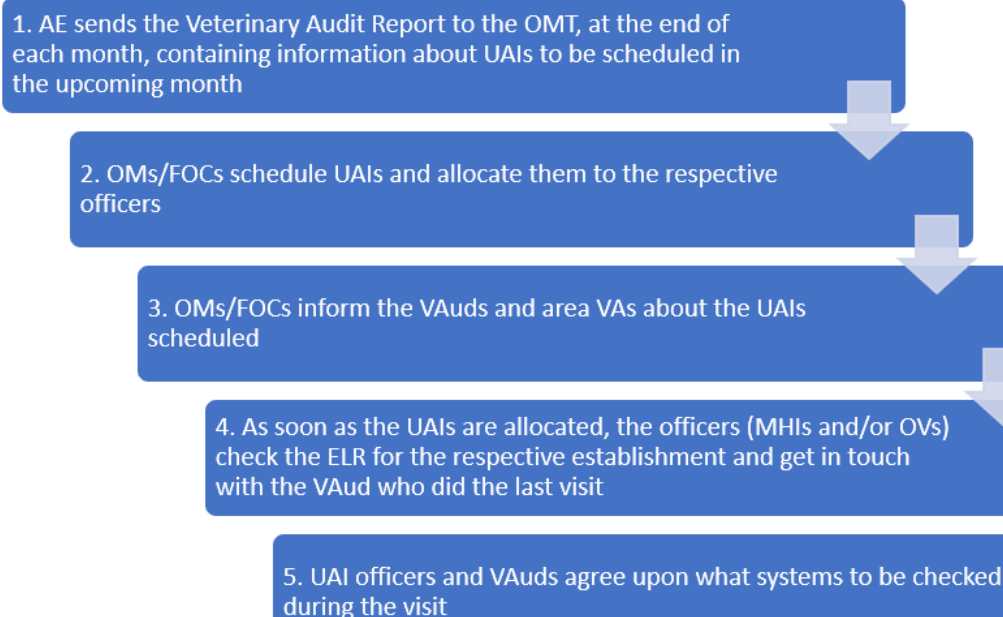 1. AE sends the Veterinary Audit Report to the OMT, at the end of
each month, containing information about UAIs to be scheduled in
the upcoming month
2. OMs/FOCs schedule UAIs and allocate them to the respective
officers
3. OMs/FOCs inform the VAuds and area VAs about the UAIs
scheduled
4. As soon as the UAIs are allocated, the officers (MHIs and/or OVs)
check the ELR for the respective establishment and get in touch
with the VAud who did the last visit
5. UAI officers and VAuds agree upon what systems to be checked
during the visit